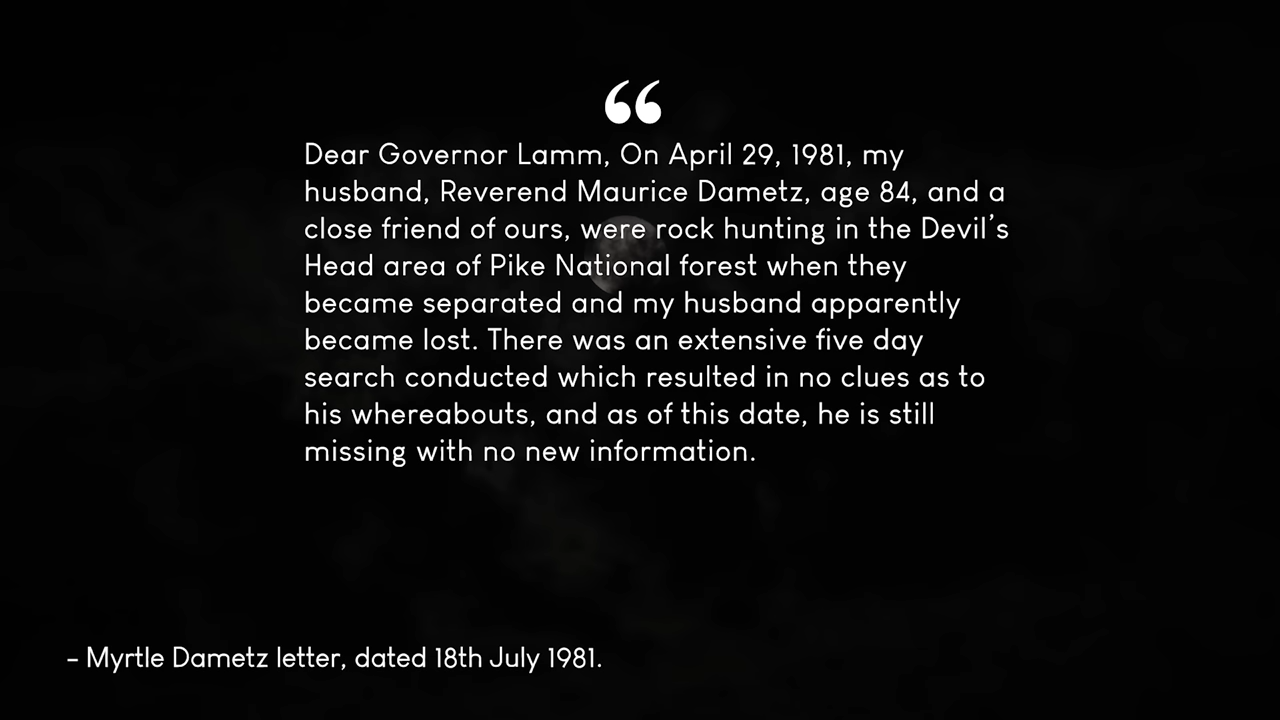 “
Dear Governor Lamm, On April 29, 1981, my
husband, Reverend Maurice Dametz, age 84, and a
close friend of ours, were rock hunting in the Devil’s
Head area of Pike National forest when they
became separated and my husband apparently
became lost. There was an extensive five day
search conducted which resulted in no clues as to
his whereabouts, and as of this date, he is still
missing with no new information.
– Myrtle Dametz letter, dated 18th July 1981.